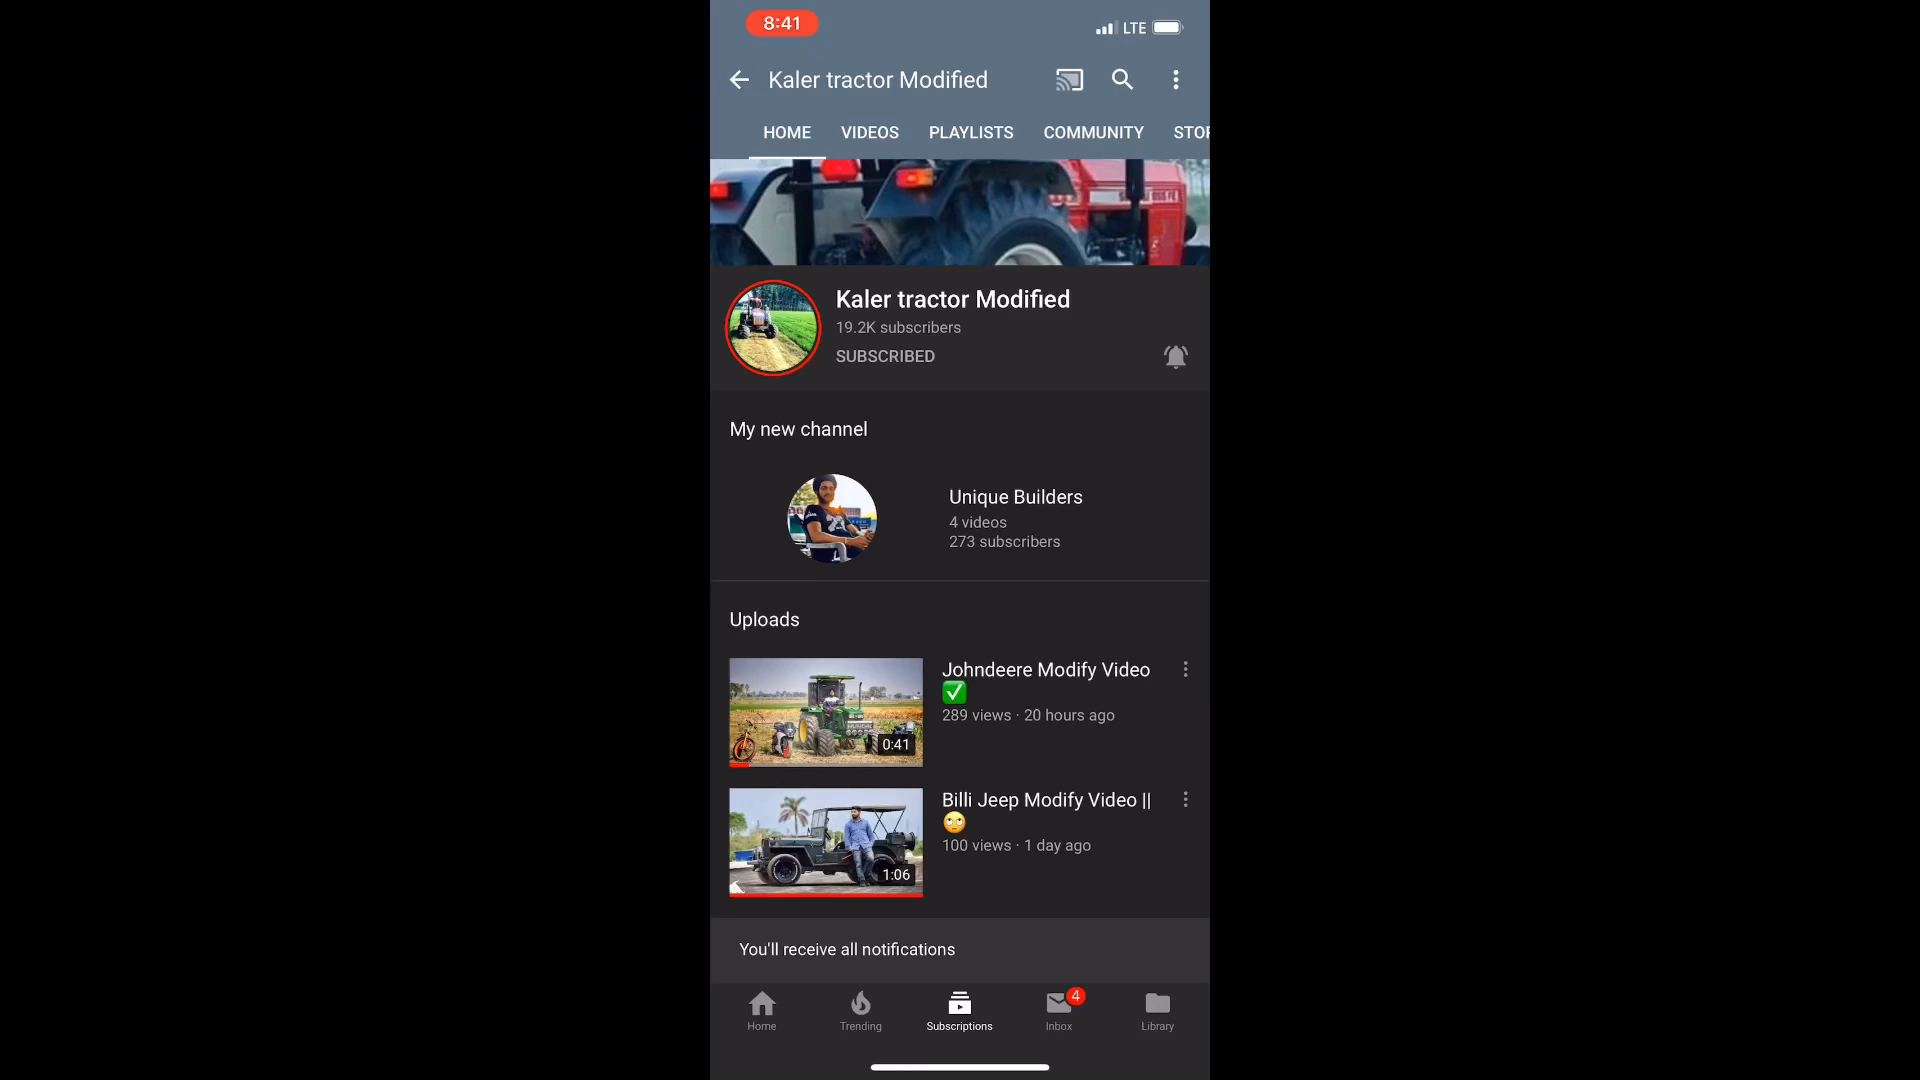 8:41
LTE
Kaler tractor Modified
HOME VIDEOS PLAYLISTS COMMUNITY STOR
Kaler tractor Modified
19.2K subscribers
SUBSCRIBED
My new channel
Unique Builders
4 videos
273 subscribers
Uploads
Johndeere Modify Video
✅
289 views · 20 hours ago
0:41
Billi Jeep Modify Video ||
🙄
100 views · 1 day ago
1:06
You'll receive all notifications
4
Home Trending Subscriptions Inbox Library